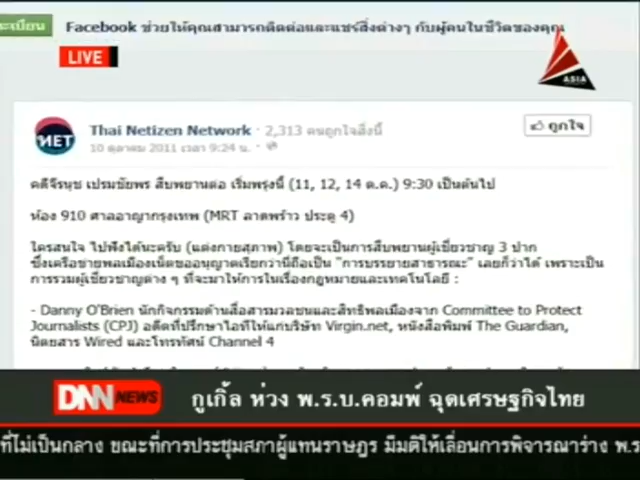 ะเบียน Facebook ช่วยให้คุณสามารถติดต่อและแชร์สิ่งต่างๆ กับผู้คนในชีวิตของคุณ
LIVE
ASIA
NET Thai Netizen Network · 2,313 คนถูกใจสิ่งนี้
ถูกใจ
10 ตุลาคม 2011 เวลา 9:24 น. ·
คดีจีรนุช เปรมชัยพร สืบพยานต่อ เริ่มพรุ่งนี้ (11, 12, 14 ต.ค.) 9:30 เป็นต้นไป
ห้อง 910 ศาลอาญากรุงเทพ (MRT ลาดพร้าว ประตู 4)
ใครสนใจ ไปฟังได้นะครับ (แต่งกายสุภาพ) โดยจะเป็นการสืบพยานผู้เชี่ยวชาญ 3 ปาก
ซึ่งเครือข่ายพลเมืองเน็ตขออนุญาตเรียกว่านี่ถือเป็น "การบรรยายสาธารณะ" เลยก็ว่าได้ เพราะเป็น
การรวมผู้เชี่ยวชาญต่าง ๆ ที่จะมาให้การในเรื่องกฎหมายและเทคโนโลยี :
- Danny O'Brien นักกิจกรรมด้านสื่อสารมวลชนและสิทธิพลเมืองจาก Committee to Protect
Journalists (CPJ) อดีตที่ปรึกษาไอทีให้แก่บริษัท Virgin.net, หนังสือพิมพ์ The Guardian,
นิตยสาร Wired และโทรทัศน์ Channel 4
DNN NEWS กูเกิ้ล ห่วง พ.ร.บ.คอมพ์ ฉุดเศรษฐกิจไทย
ที่ไม่เป็นกลาง ขณะที่การประชุมสภาผู้แทนราษฎร มีมติให้เลื่อนการพิจารณาร่าง พ.ร